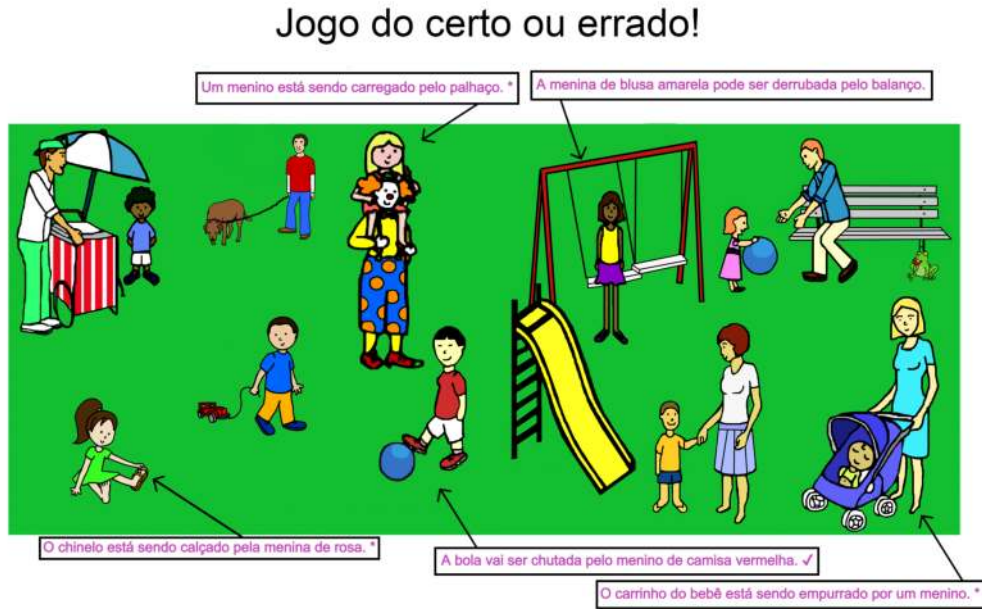 Jogo do certo ou errado!
Um menino está sendo carregado pelo palhaço. *
A menina de blusa amarela pode ser derrubada pelo balanço.
O chinelo está sendo calçado pela menina de rosa. *
A bola vai ser chutada pelo menino de camisa vermelha. ✓
O carrinho do bebê está sendo empurrado por um menino. *